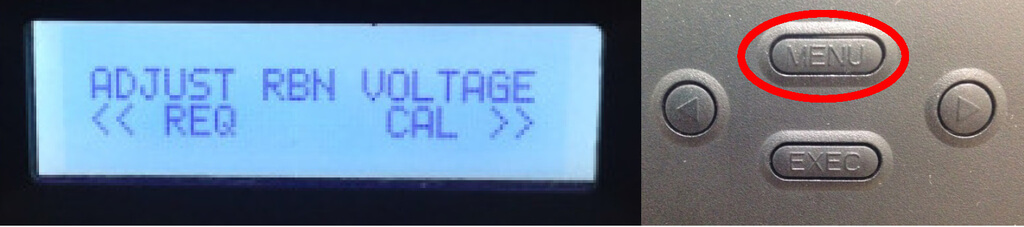 ADJUST RBN VOLTAGE
<< REQ CAL >>
MENU
EXEC